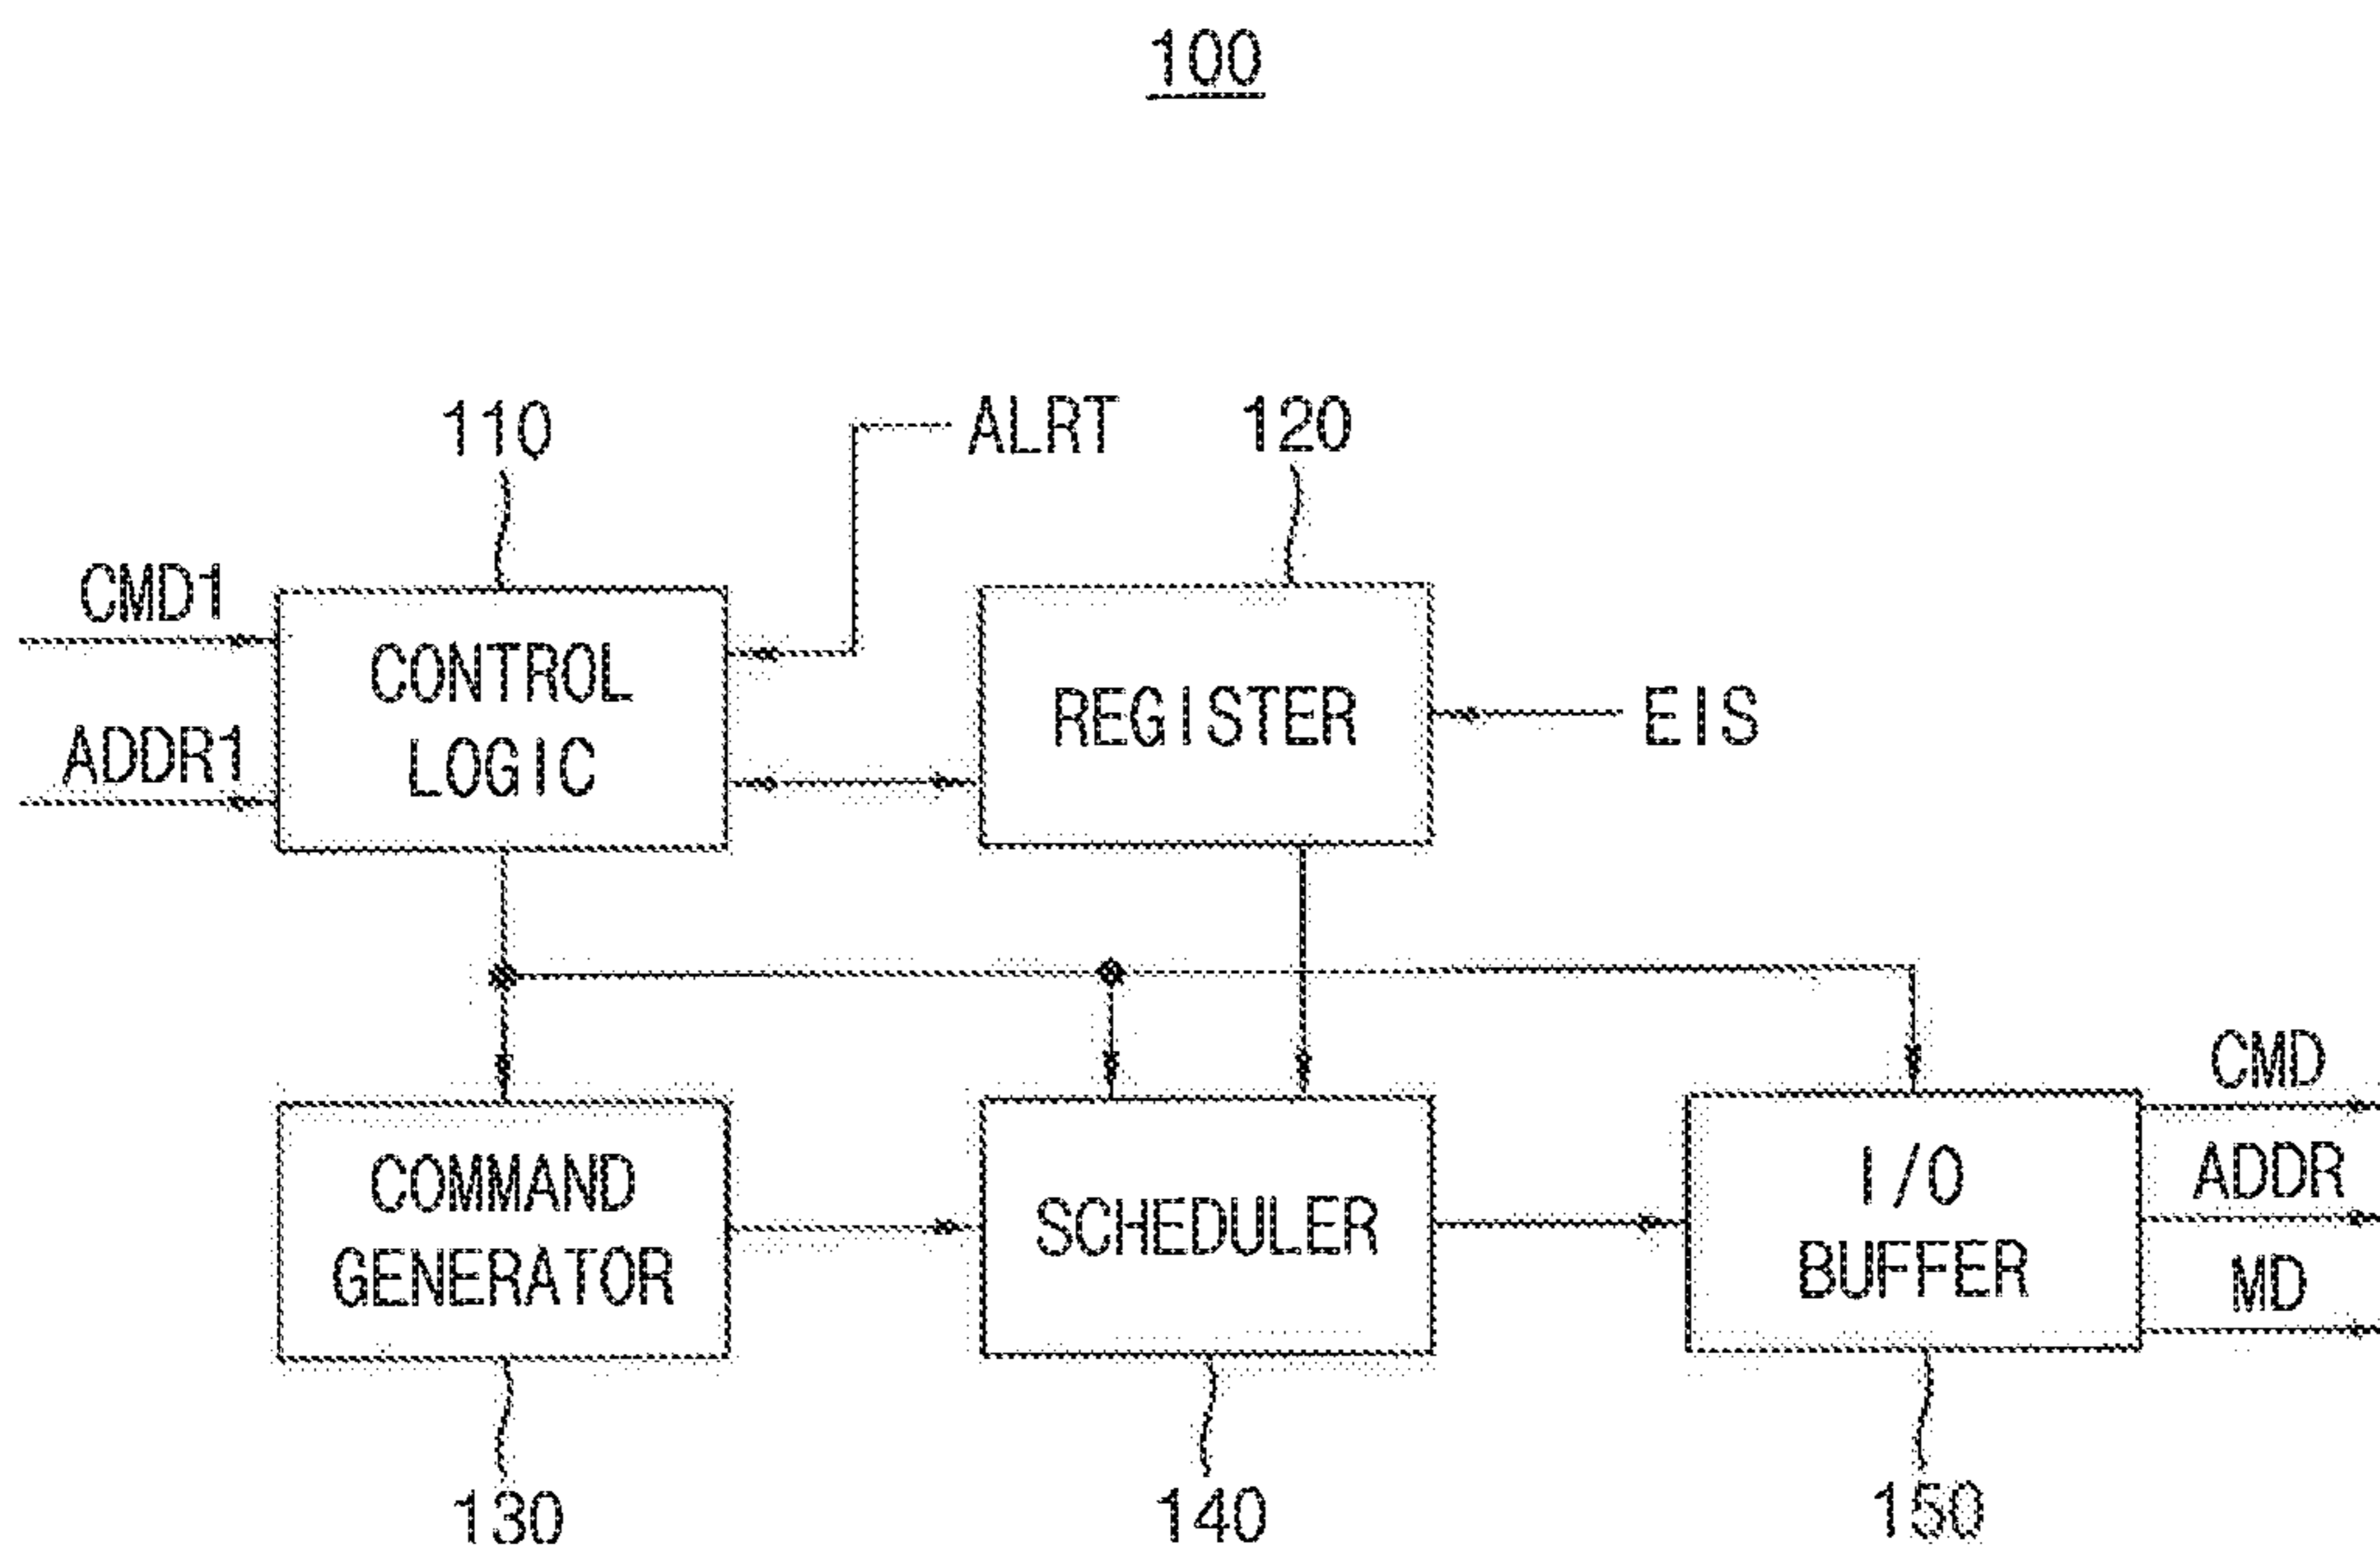 100
110
ALRT
120
CMD1
CONTROL
LOGIC
ADDR1
REGISTER
EIS
COMMAND
GENERATOR
SCHEDULER
I/O
BUFFER
CMD
ADDR
MD
130
140
150